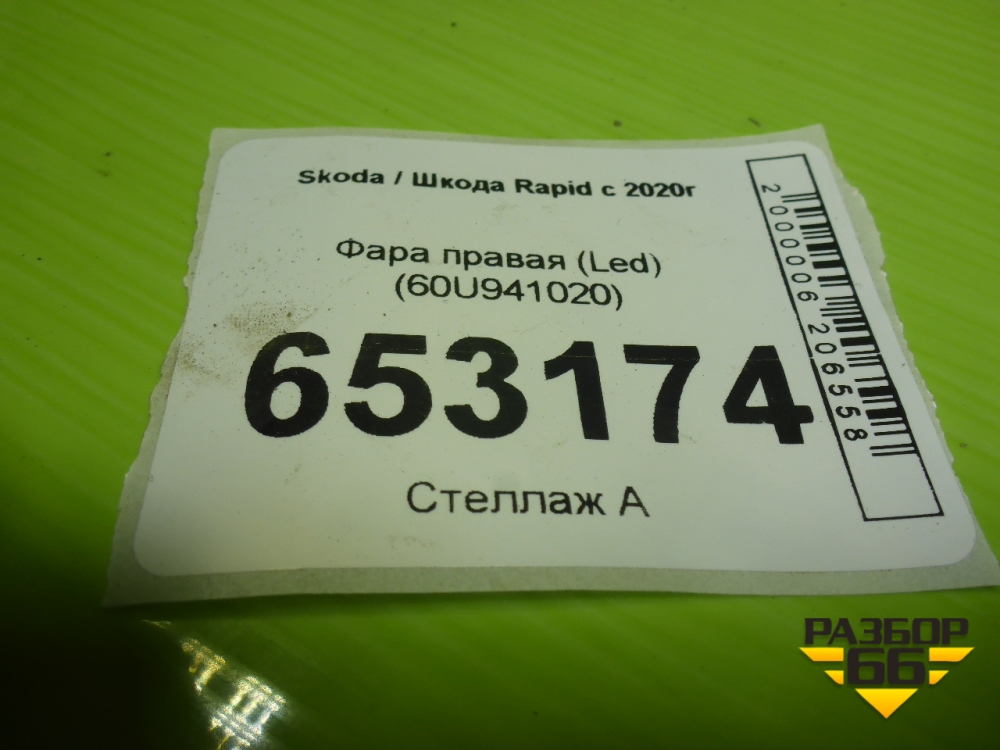 Skoda / Шкода Rapid с 2020г
Фара правая (Led)
(60U941020)
653174
Стеллаж А
2000006206558
РАЗБОР
66